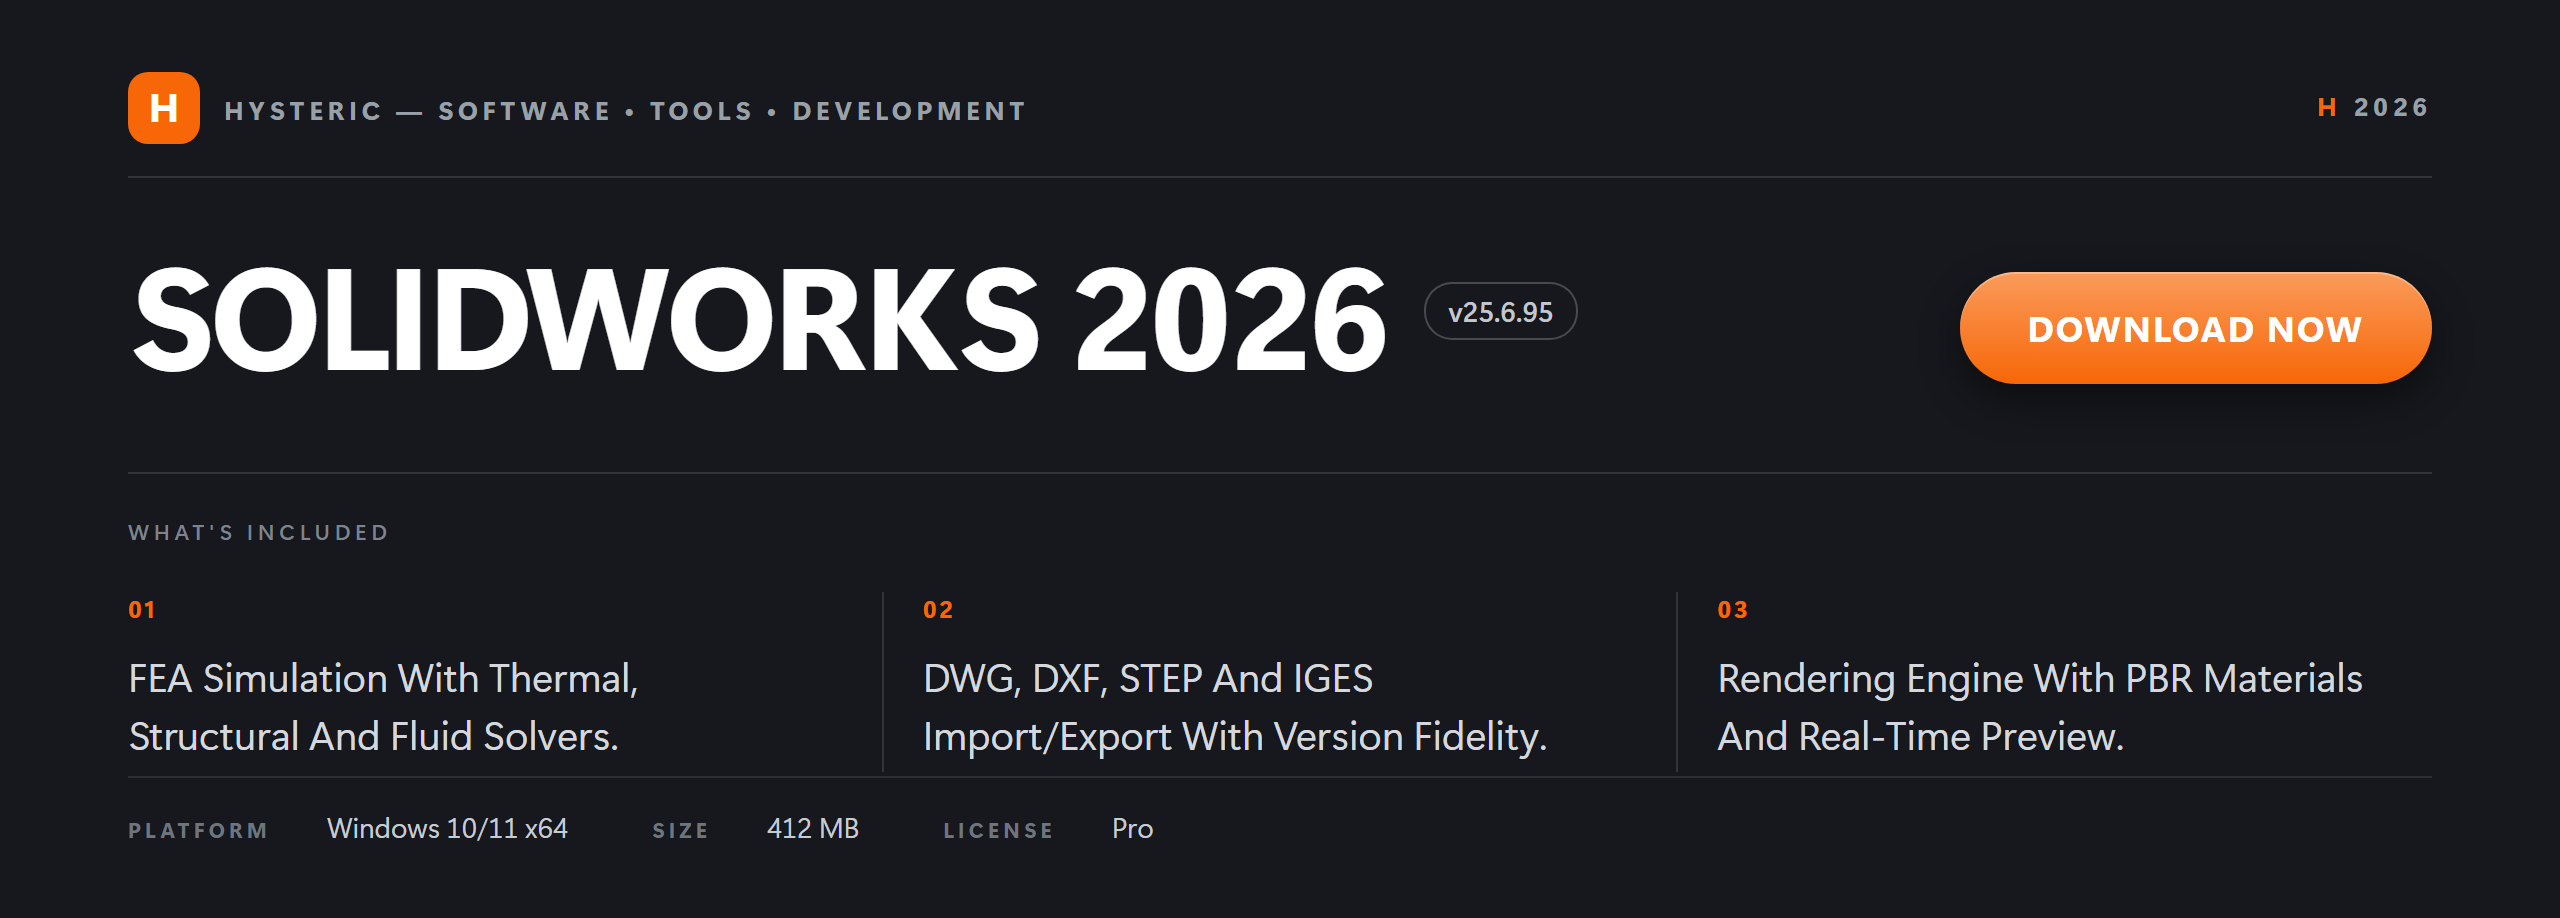 H
HYSTERIC — SOFTWARE • TOOLS • DEVELOPMENT
H 2026
SOLIDWORKS 2026
v25.6.95
DOWNLOAD NOW
WHAT'S INCLUDED
01
FEA Simulation With Thermal,
Structural And Fluid Solvers.
02
DWG, DXF, STEP And IGES
Import/Export With Version Fidelity.
03
Rendering Engine With PBR Materials
And Real-Time Preview.
PLATFORM Windows 10/11 x64 SIZE 412 MB LICENSE Pro